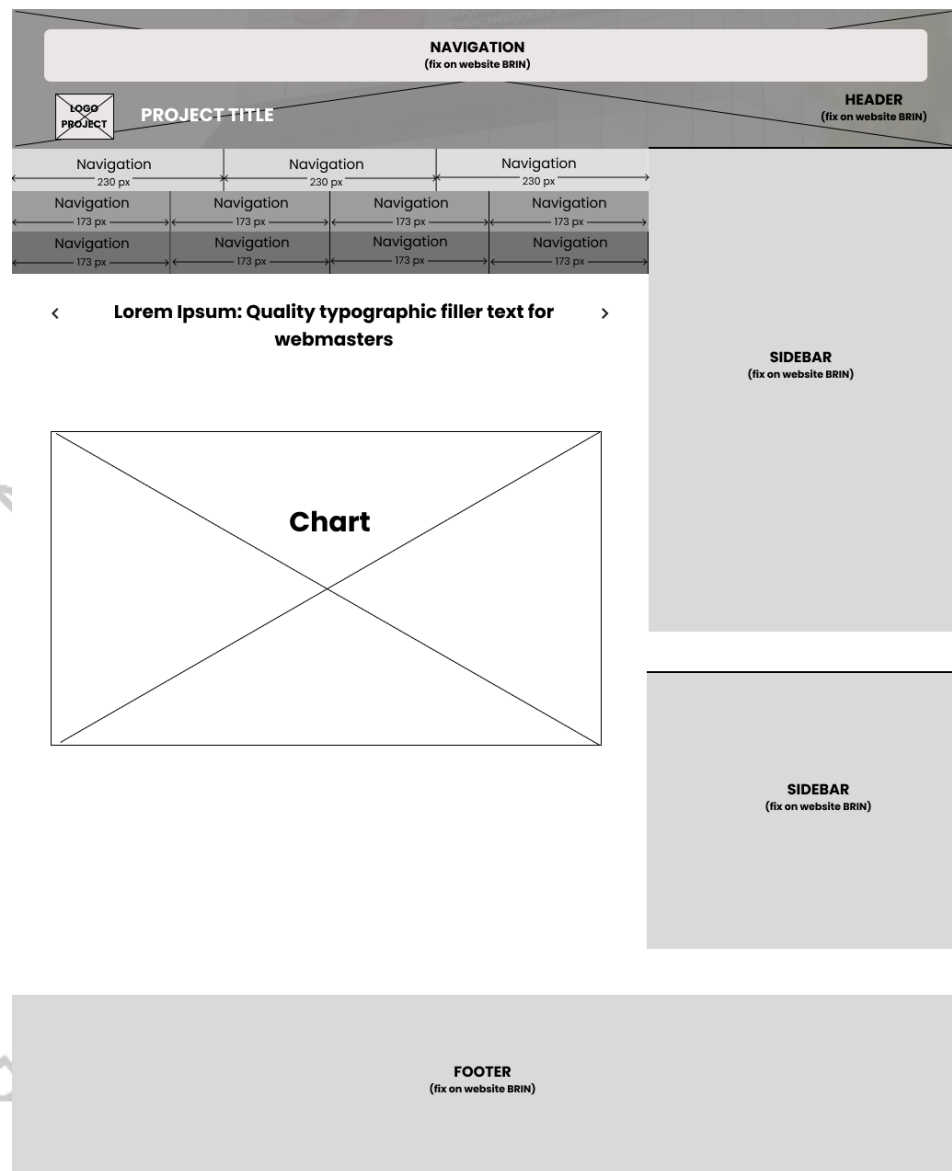 NAVIGATION
(fix on website BRIN)
LOGO
PROJECT
PROJECT TITLE
HEADER
(fix on website BRIN)
Navigation
230 px
Navigation
230 px
Navigation
230 px
Navigation
173 px
Navigation
173 px
Navigation
173 px
Navigation
173 px
Navigation
173 px
Navigation
173 px
Navigation
173 px
Navigation
173 px
Lorem Ipsum: Quality typographic filler text for
webmasters
SIDEBAR
(fix on website BRIN)
Chart
SIDEBAR
(fix on website BRIN)
FOOTER
(fix on website BRIN)